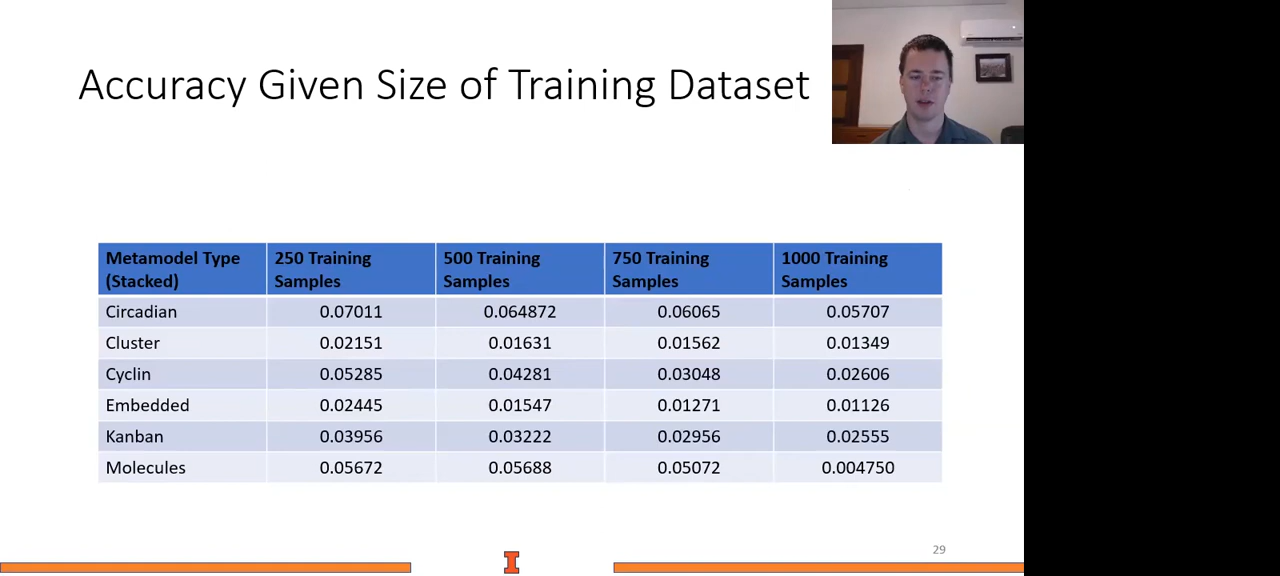 Accuracy Given Size of Training Dataset
Metamodel Type (Stacked) 250 Training Samples 500 Training Samples 750 Training Samples 1000 Training Samples
Circadian 0.07011 0.064872 0.06065 0.05707
Cluster 0.02151 0.01631 0.01562 0.01349
Cyclin 0.05285 0.04281 0.03048 0.02606
Embedded 0.02445 0.01547 0.01271 0.01126
Kanban 0.03956 0.03222 0.02956 0.02555
Molecules 0.05672 0.05688 0.05072 0.004750
29
I